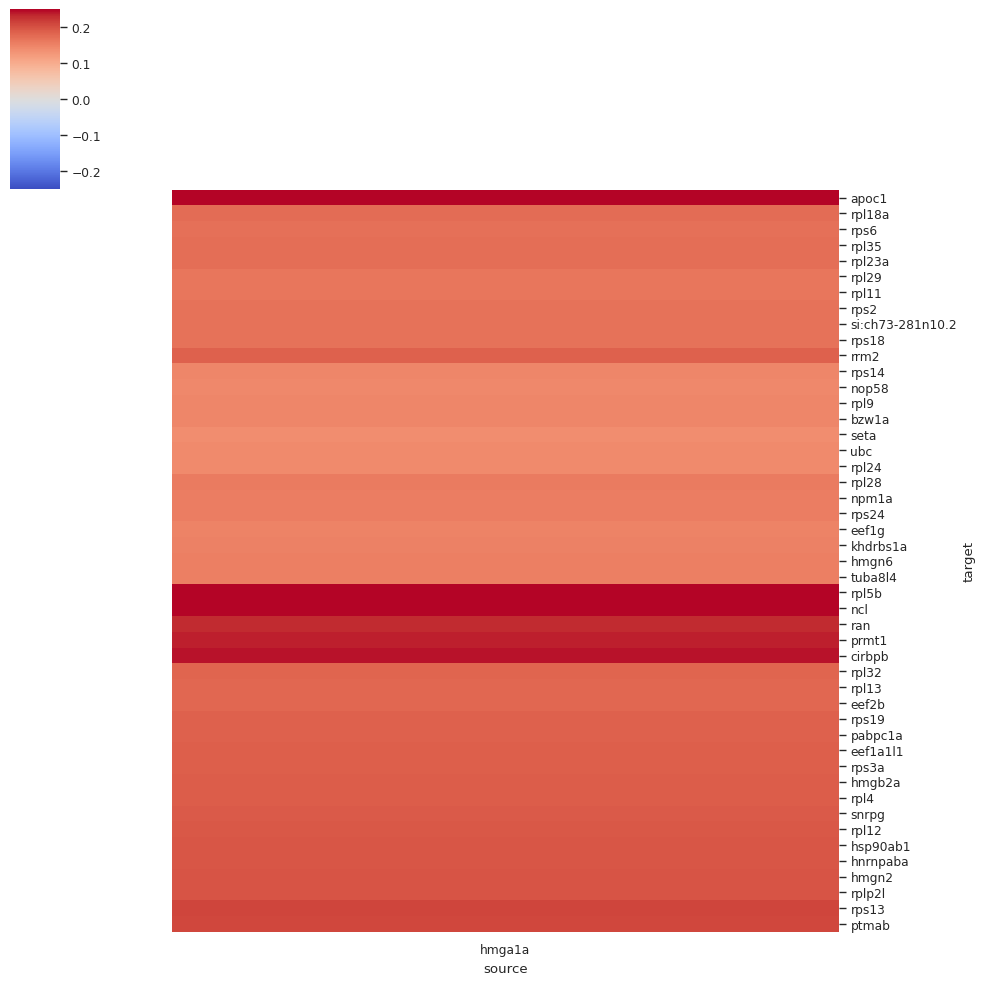 0.2
0.1
0.0
−0.1
−0.2
apoc1
rpl18a
rps6
rpl35
rpl23a
rpl29
rpl11
rps2
si:ch73-281n10.2
rps18
rrm2
rps14
nop58
rpl9
bzw1a
seta
ubc
rpl24
rpl28
npm1a
rps24
eef1g
khdrbs1a
hmgn6
tuba8l4
rpl5b
ncl
ran
prmt1
cirbpb
rpl32
rpl13
eef2b
rps19
pabpc1a
eef1a1l1
rps3a
hmgb2a
rpl4
snrpg
rpl12
hsp90ab1
hnrnpaba
hmgn2
rplp2l
rps13
ptmab
target
hmga1a
source